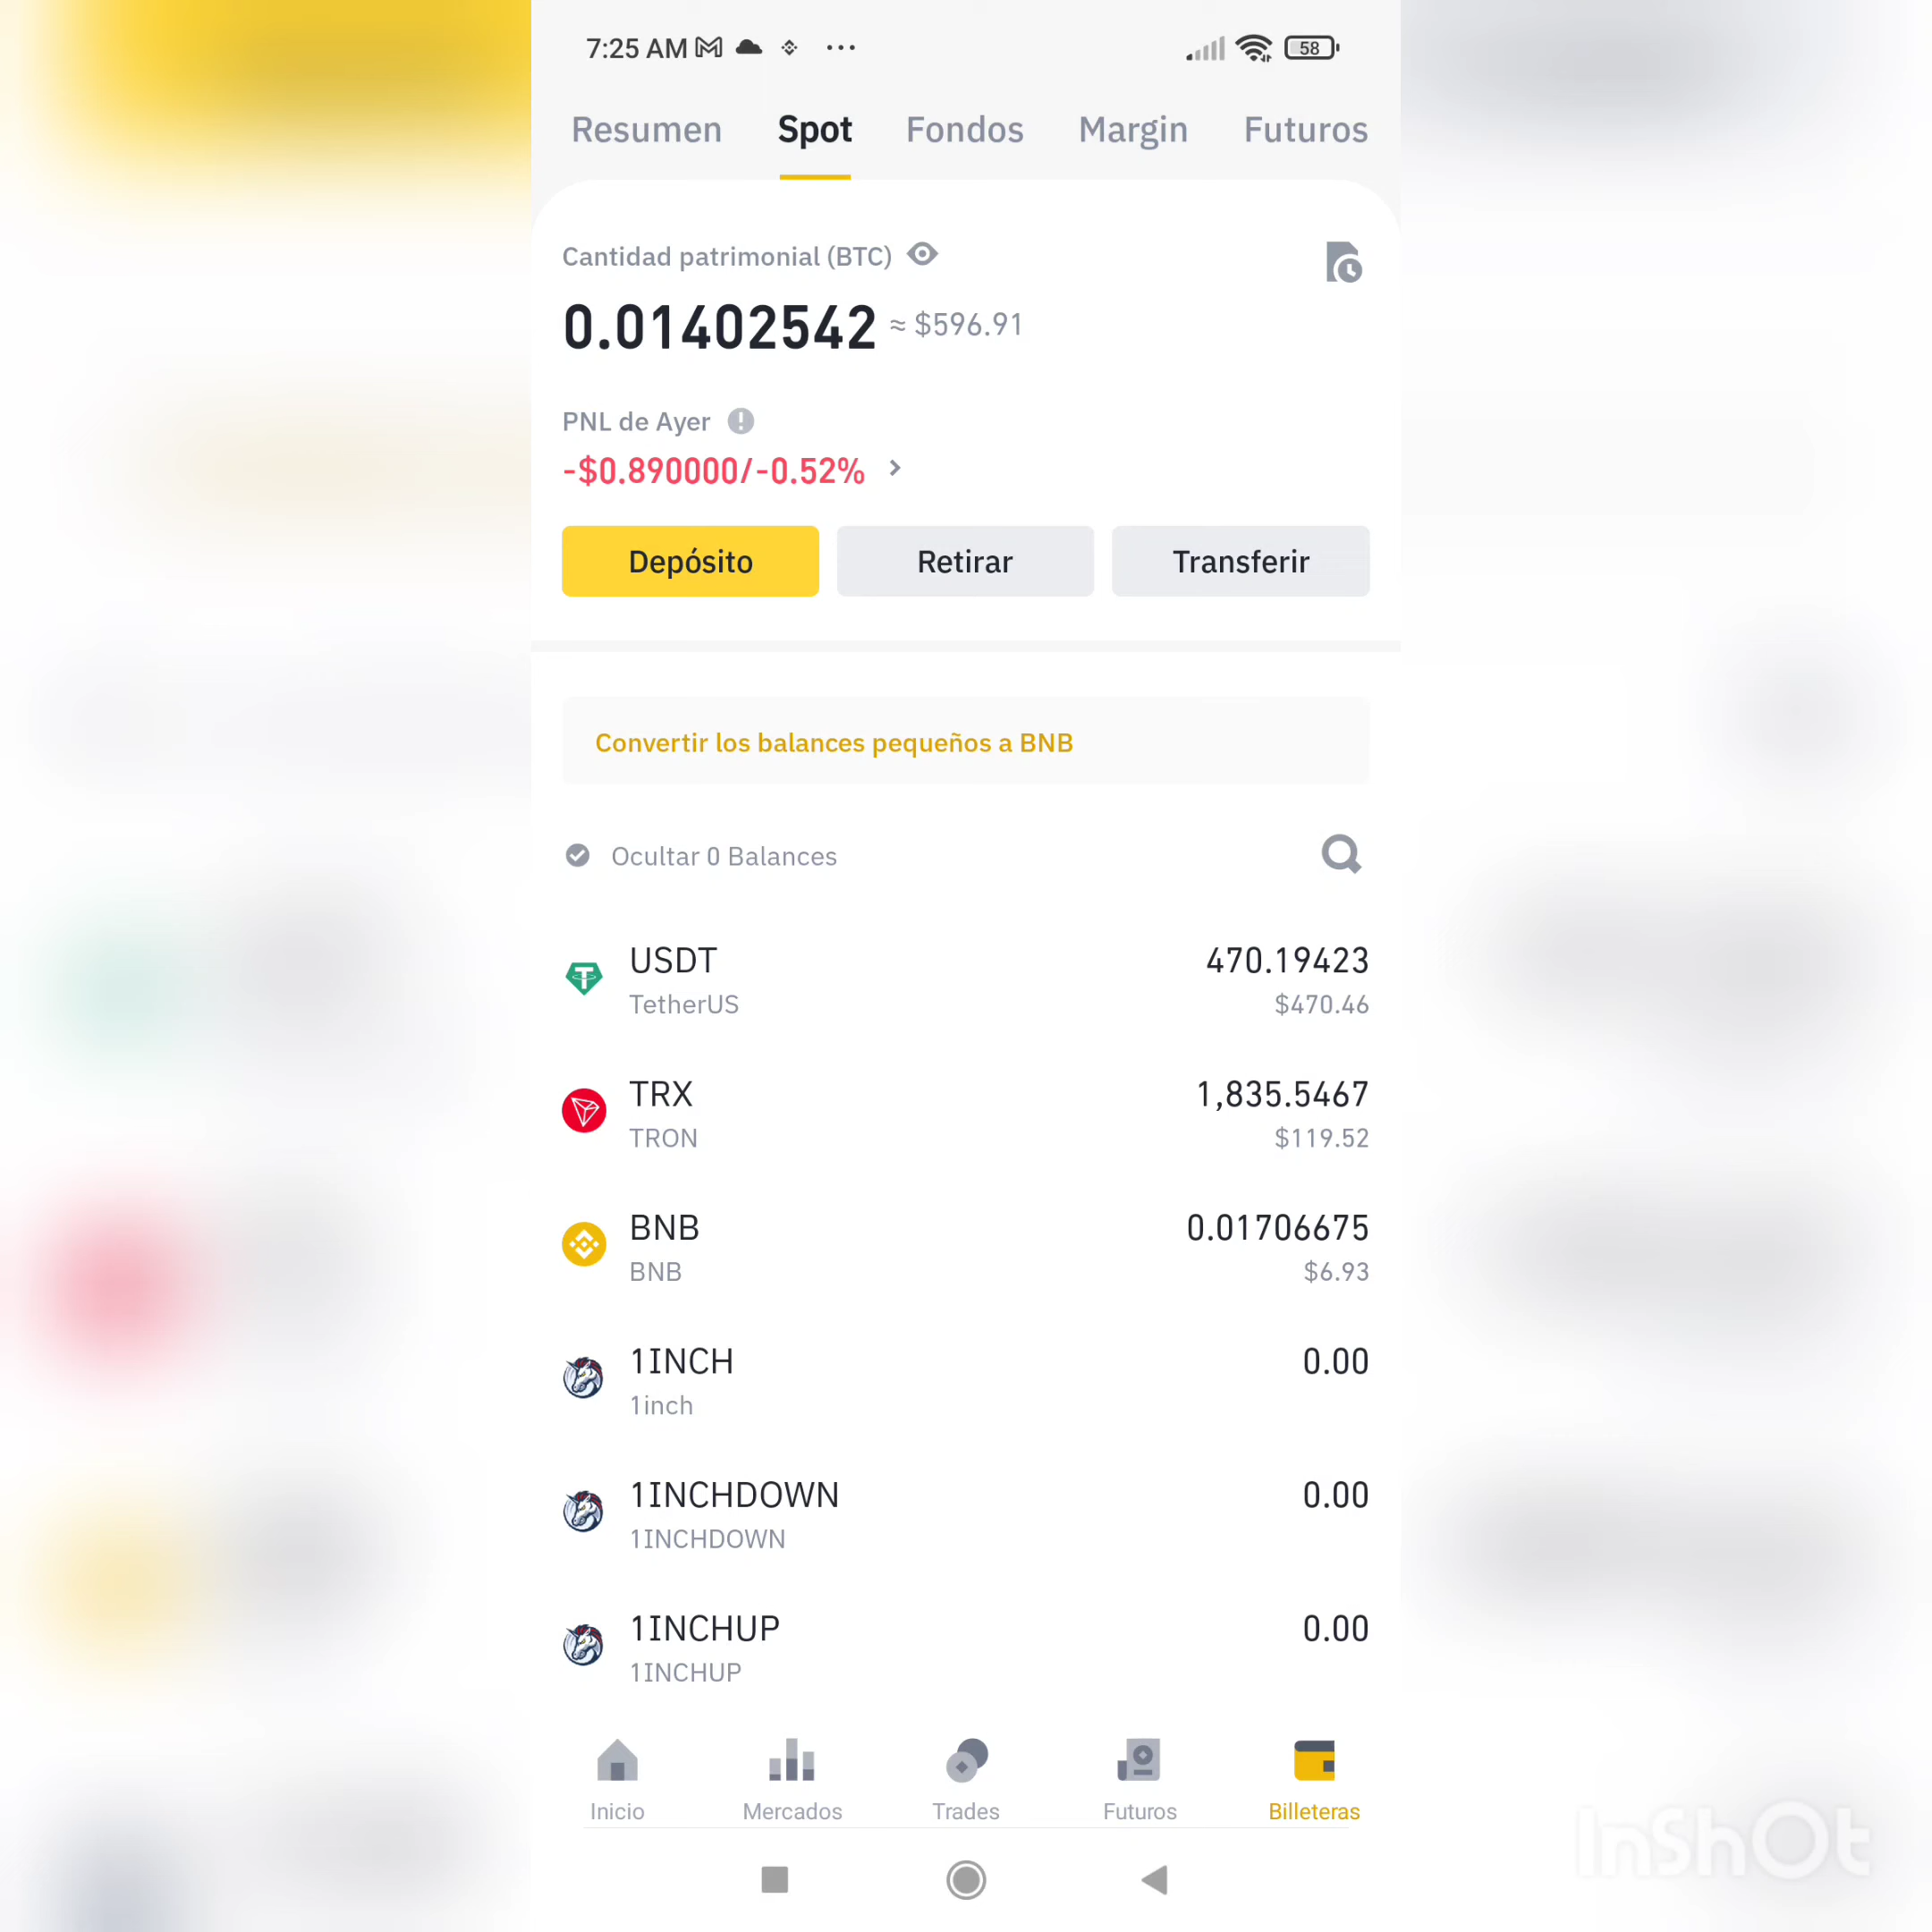 7:25 AM 58
Resumen Spot Fondos Margin Futuros
Cantidad patrimonial (BTC)
0.01402542 ≈ $596.91
PNL de Ayer
-$0.890000/-0.52%
Depósito Retirar Transferir
Convertir los balances pequeños a BNB
Ocultar 0 Balances
USDT 470.19423
TetherUS $470.46
TRX 1,835.5467
TRON $119.52
BNB 0.01706675
BNB $6.93
1INCH 0.00
1inch
1INCHDOWN 0.00
1INCHDOWN
1INCHUP 0.00
1INCHUP
Inicio Mercados Trades Futuros Billeteras
InShOt